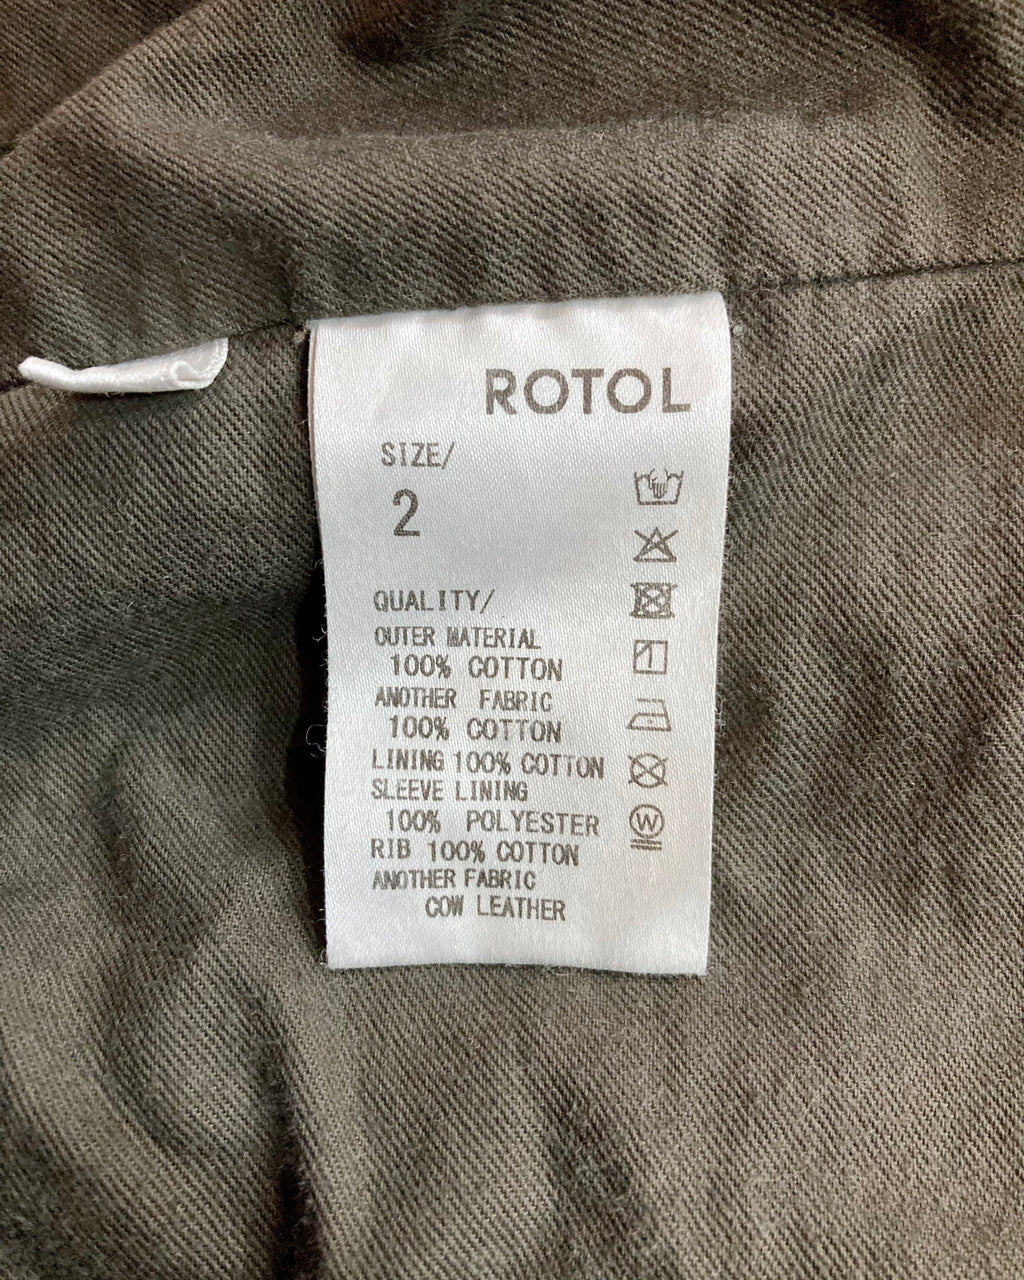 ROTOL
SIZE/
2
QUALITY/
OUTER MATERIAL
100% COTTON
ANOTHER FABRIC
100% COTTON
LINING 100% COTTON
SLEEVE LINING
100% POLYESTER
RIB 100% COTTON
ANOTHER FABRIC
COW LEATHER
W